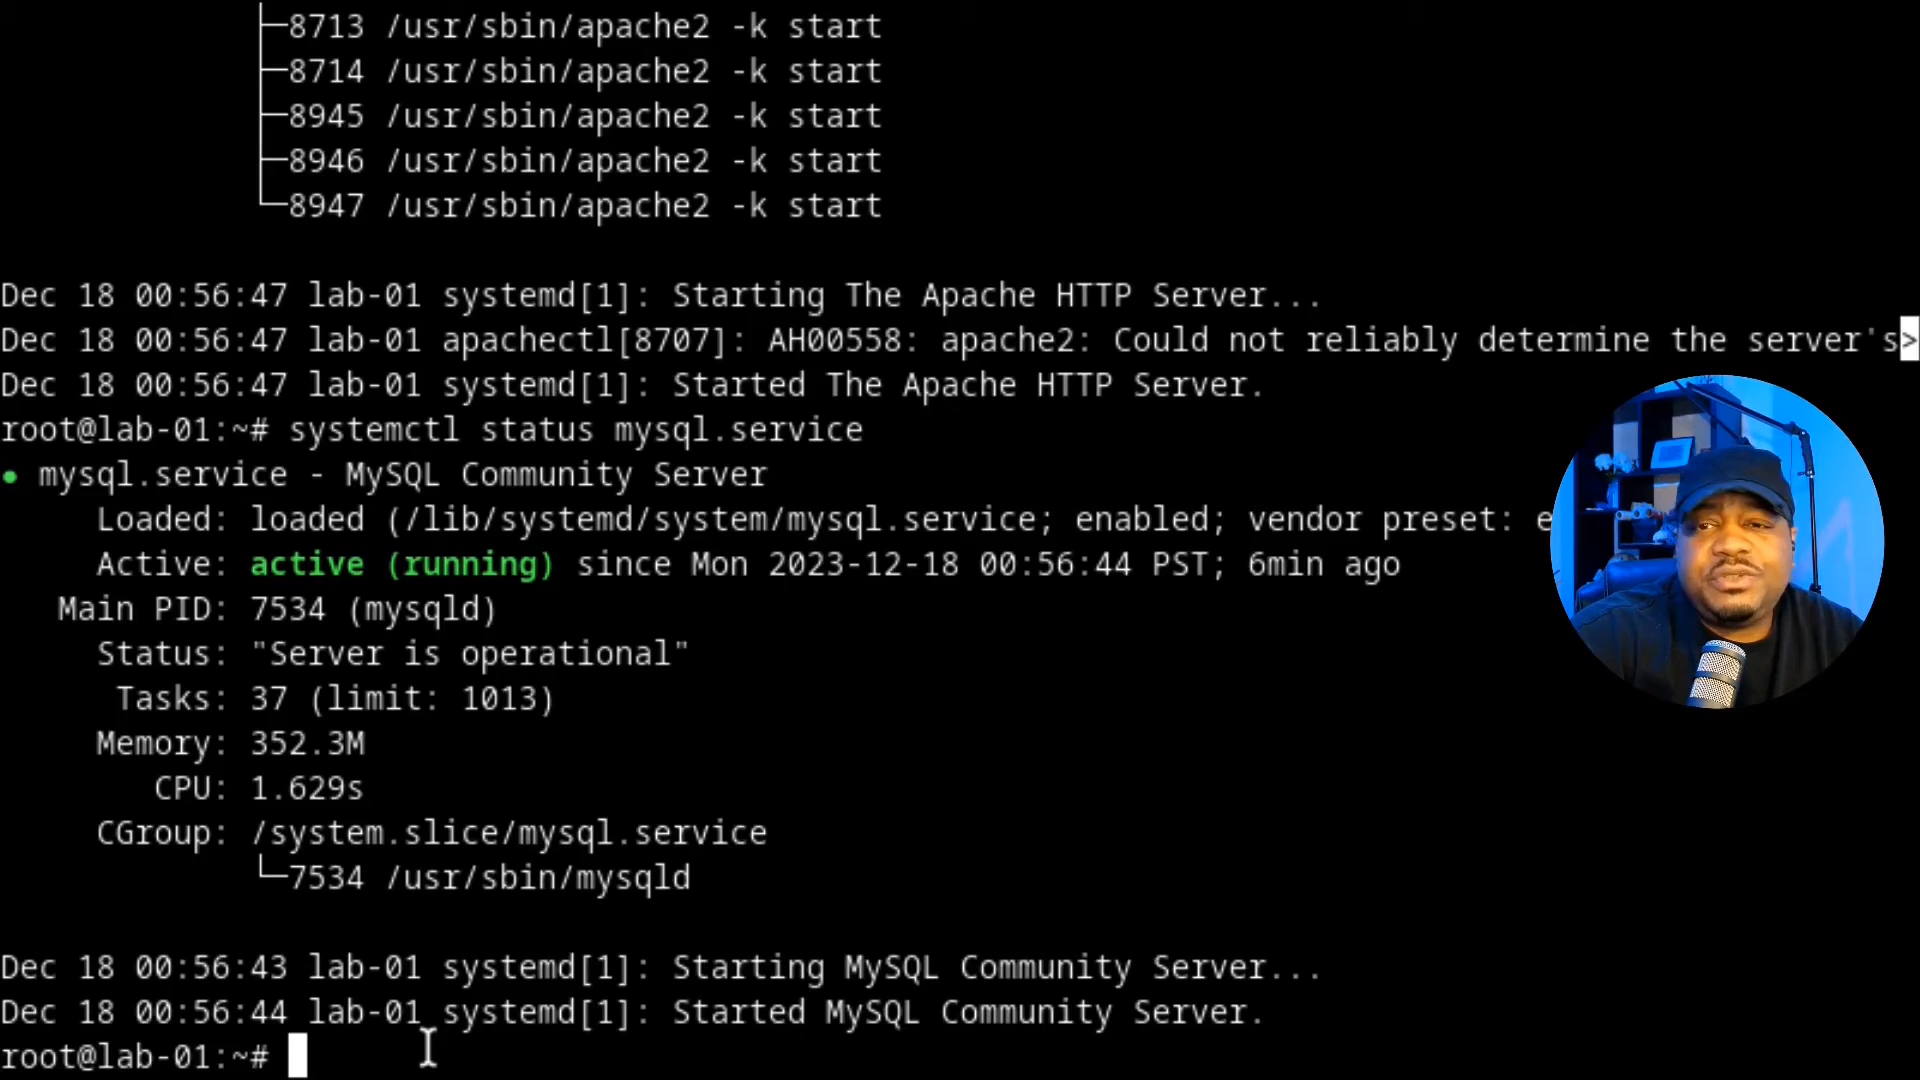 ├─8713 /usr/sbin/apache2 -k start
├─8714 /usr/sbin/apache2 -k start
├─8945 /usr/sbin/apache2 -k start
├─8946 /usr/sbin/apache2 -k start
└─8947 /usr/sbin/apache2 -k start
Dec 18 00:56:47 lab-01 systemd[1]: Starting The Apache HTTP Server...
Dec 18 00:56:47 lab-01 apachectl[8707]: AH00558: apache2: Could not reliably determine the server's>
Dec 18 00:56:47 lab-01 systemd[1]: Started The Apache HTTP Server.
root@lab-01:~# systemctl status mysql.service
● mysql.service - MySQL Community Server
Loaded: loaded (/lib/systemd/system/mysql.service; enabled; vendor preset: e
Active: active (running) since Mon 2023-12-18 00:56:44 PST; 6min ago
Main PID: 7534 (mysqld)
Status: "Server is operational"
Tasks: 37 (limit: 1013)
Memory: 352.3M
CPU: 1.629s
CGroup: /system.slice/mysql.service
└─7534 /usr/sbin/mysqld
Dec 18 00:56:43 lab-01 systemd[1]: Starting MySQL Community Server...
Dec 18 00:56:44 lab-01 systemd[1]: Started MySQL Community Server.
root@lab-01:~#